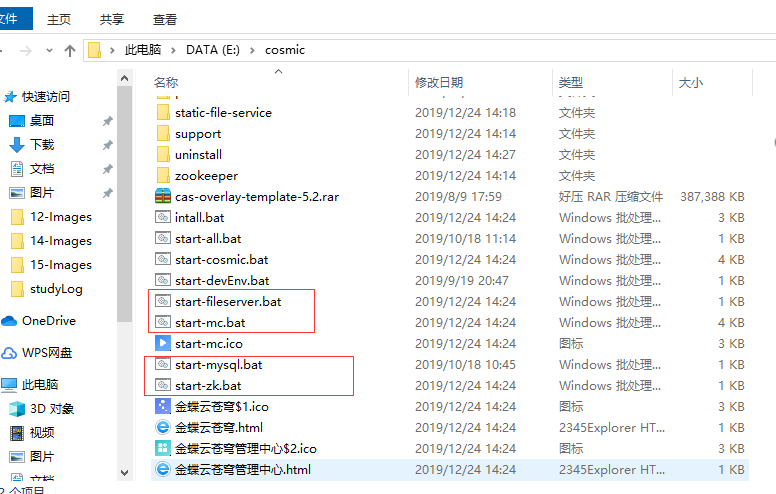 文件 主页 共享 查看
此电脑 > DATA (E:) > cosmic
名称 修改日期 类型 大小
快速访问
桌面
下载
文档
图片
12-Images
14-Images
15-Images
studyLog
OneDrive
WPS网盘
此电脑
3D 对象
视频
图片
文档
static-file-service 2019/12/24 14:18 文件夹
support 2019/12/24 14:14 文件夹
uninstall 2019/12/24 14:27 文件夹
zookeeper 2019/12/24 14:14 文件夹
cas-overlay-template-5.2.rar 2019/8/9 17:59 好压 RAR 压缩文件 387,388 KB
intall.bat 2019/12/24 14:24 Windows 批处理... 3 KB
start-all.bat 2019/10/18 11:14 Windows 批处理... 1 KB
start-cosmic.bat 2019/12/24 14:24 Windows 批处理... 4 KB
start-devEnv.bat 2019/9/19 20:47 Windows 批处理... 1 KB
start-fileserver.bat 2019/12/24 14:24 Windows 批处理... 1 KB
start-mc.bat 2019/12/24 14:24 Windows 批处理... 4 KB
start-mc.ico 2019/12/24 14:24 图标 3 KB
start-mysql.bat 2019/10/18 10:45 Windows 批处理... 1 KB
start-zk.bat 2019/12/24 14:24 Windows 批处理... 1 KB
金蝶云苍穹$1.ico 2019/12/24 14:24 图标 3 KB
金蝶云苍穹.html 2019/12/24 14:24 2345Explorer HT... 1 KB
金蝶云苍穹管理中心$2.ico 2019/12/24 14:24 图标 3 KB
金蝶云苍穹管理中心.html 2019/12/24 14:24 2345Explorer HT... 1 KB